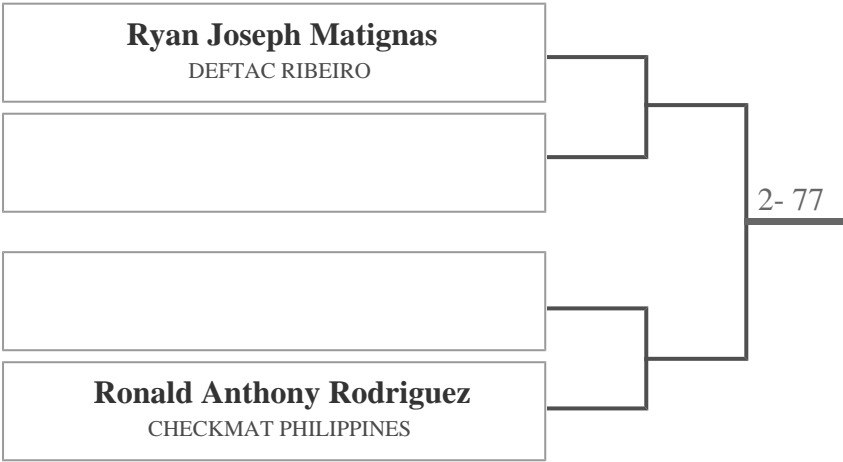 Ryan Joseph Matignas
DEFTAC RIBEIRO
2- 77
Ronald Anthony Rodriguez
CHECKMAT PHILIPPINES